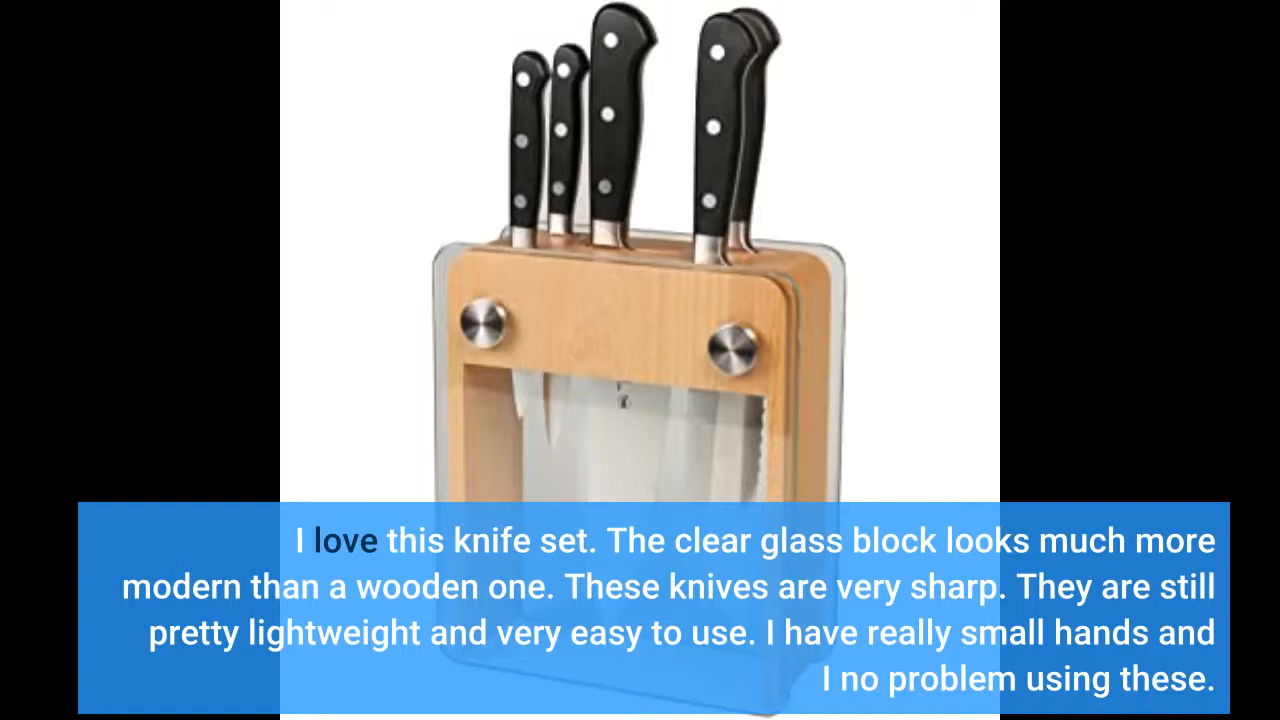 I love this knife set. The clear glass block looks much more
modern than a wooden one. These knives are very sharp. They are still
pretty lightweight and very easy to use. I have really small hands and
I no problem using these.